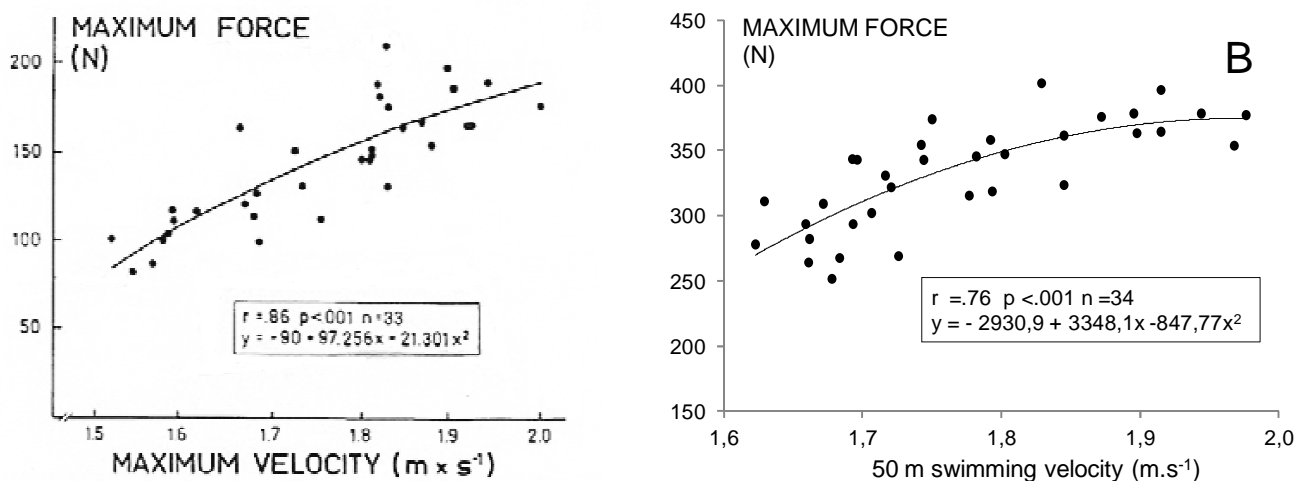 MAXIMUM FORCE
(N)
200
150
100
50
r =.86 p<001 n=33
y = -90 - 97.256x - 21.301x²
1.5 1.6 1.7 1.8 1.9 2.0
MAXIMUM VELOCITY (m x s⁻¹)
MAXIMUM FORCE
(N)
B
450
400
350
300
250
200
150
r =.76 p <.001 n =34
y = - 2930,9 + 3348,1x -847,77x²
1,6 1,7 1,8 1,9 2,0
50 m swimming velocity (m.s⁻¹)